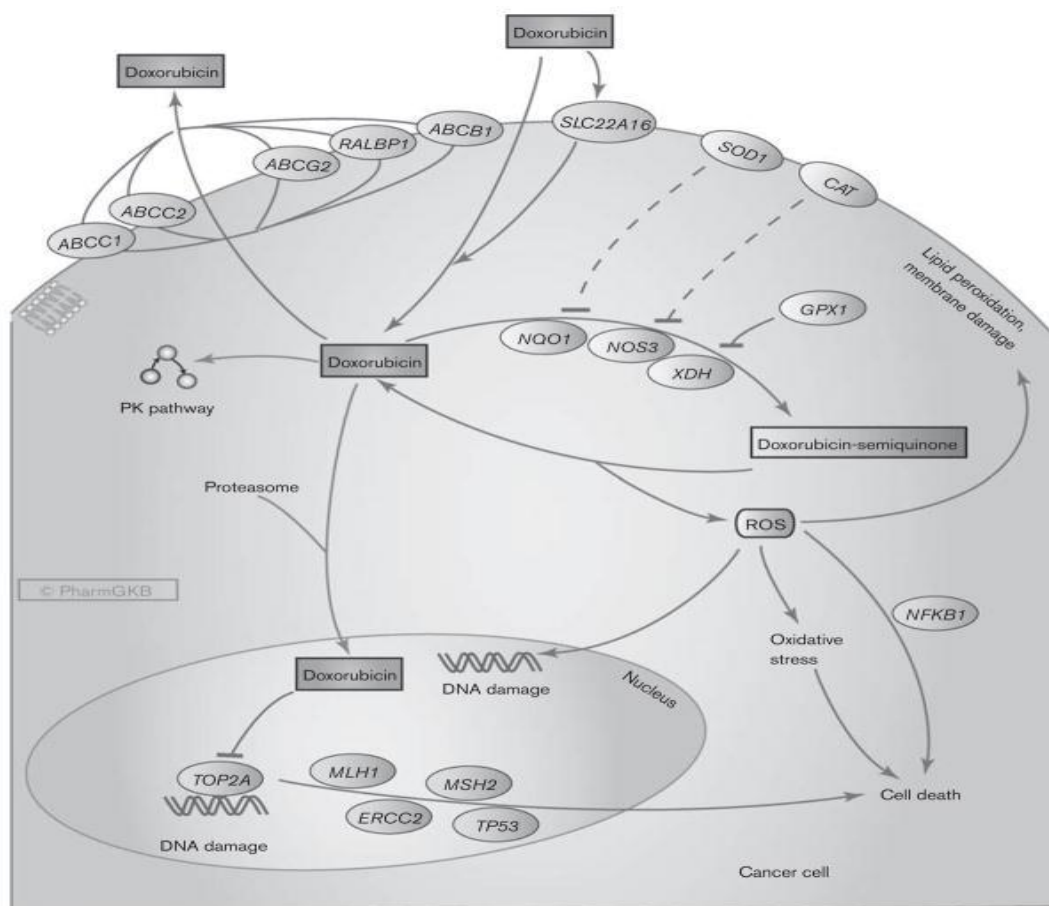 Doxorubicin
Doxorubicin
ABCB1
SLC22A16
RALBP1
SOD1
ABCG2
CAT
ABCC2
ABCC1
Lipid peroxidation,
membrane damage
GPX1
NQO1
NOS3
Doxorubicin
XDH
PK pathway
Doxorubicin-semiquinone
Proteasome
ROS
© PharmGKB
NFKB1
Oxidative
stress
Doxorubicin
DNA damage
Nucleus
TOP2A
MLH1
MSH2
Cell death
ERCC2
TP53
DNA damage
Cancer cell